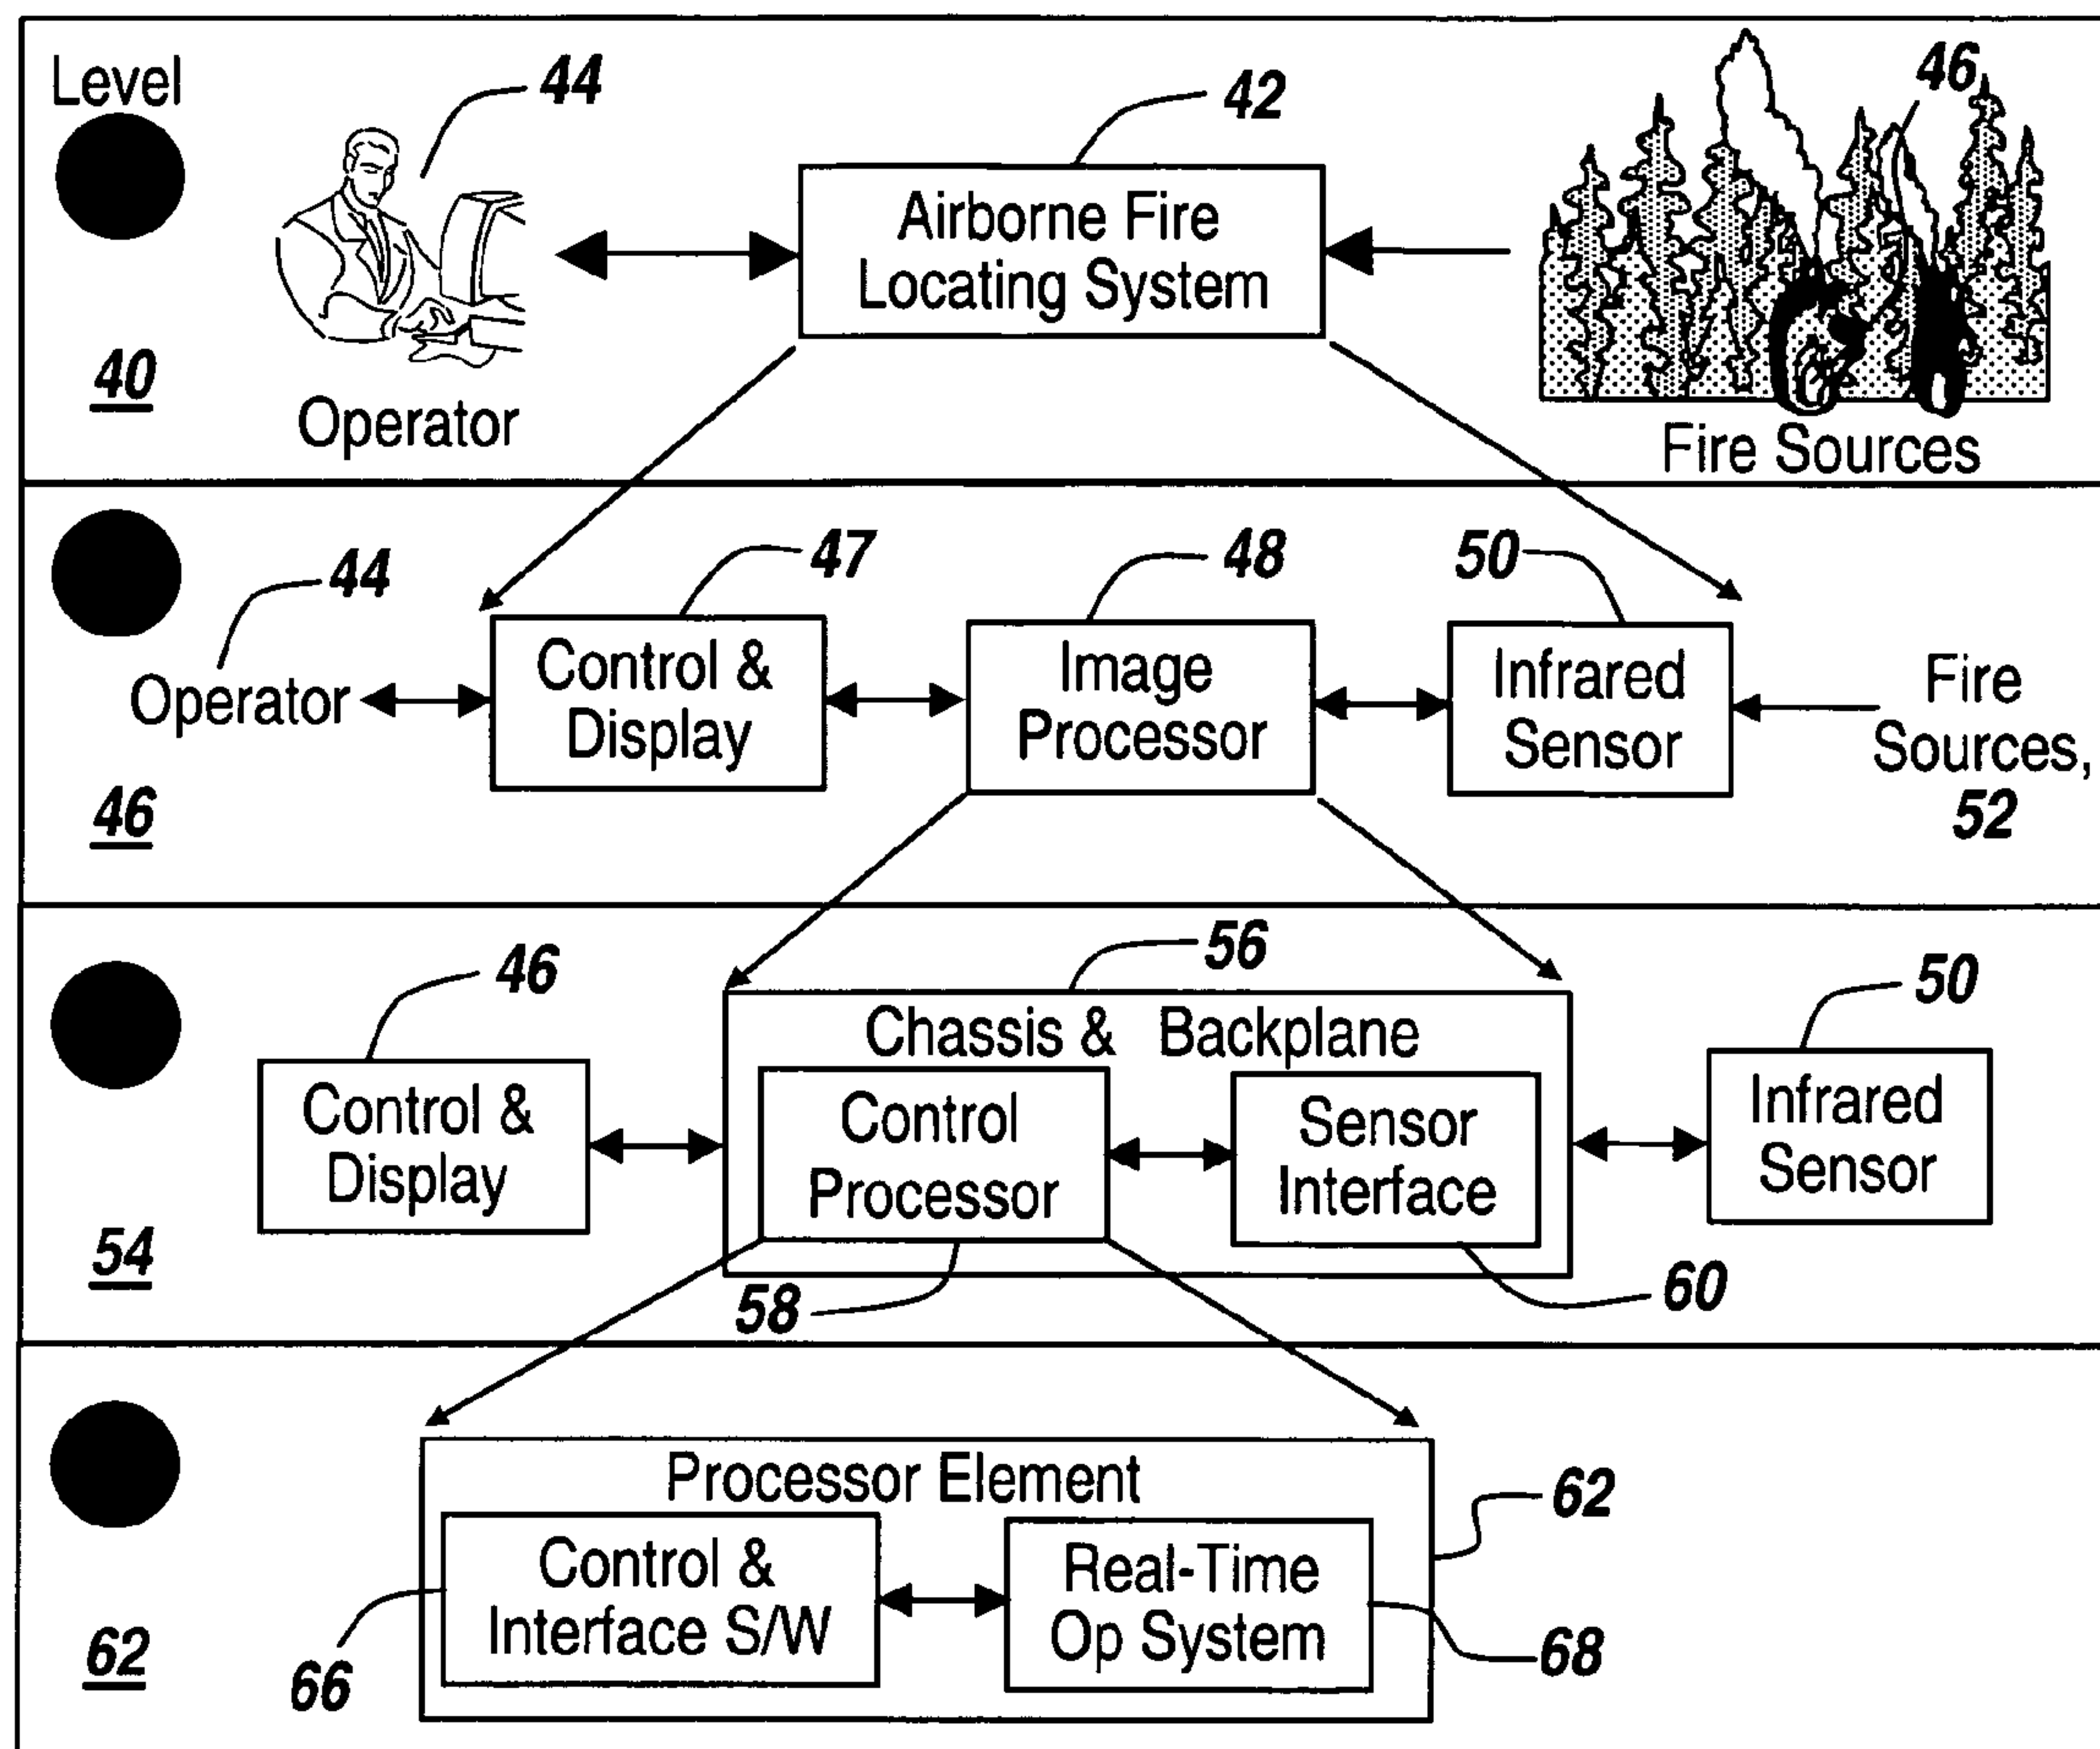 Level
44
42
46
Airborne Fire
Locating System
40
Operator
Fire Sources
44
47
48
50
Operator
Control &
Display
Image
Processor
Infrared
Sensor
Fire
Sources,
52
46
46
56
50
Chassis & Backplane
Control &
Display
Control
Processor
Sensor
Interface
Infrared
Sensor
54
58
60
Processor Element
62
Control &
Interface S/W
Real-Time
Op System
62
66
68